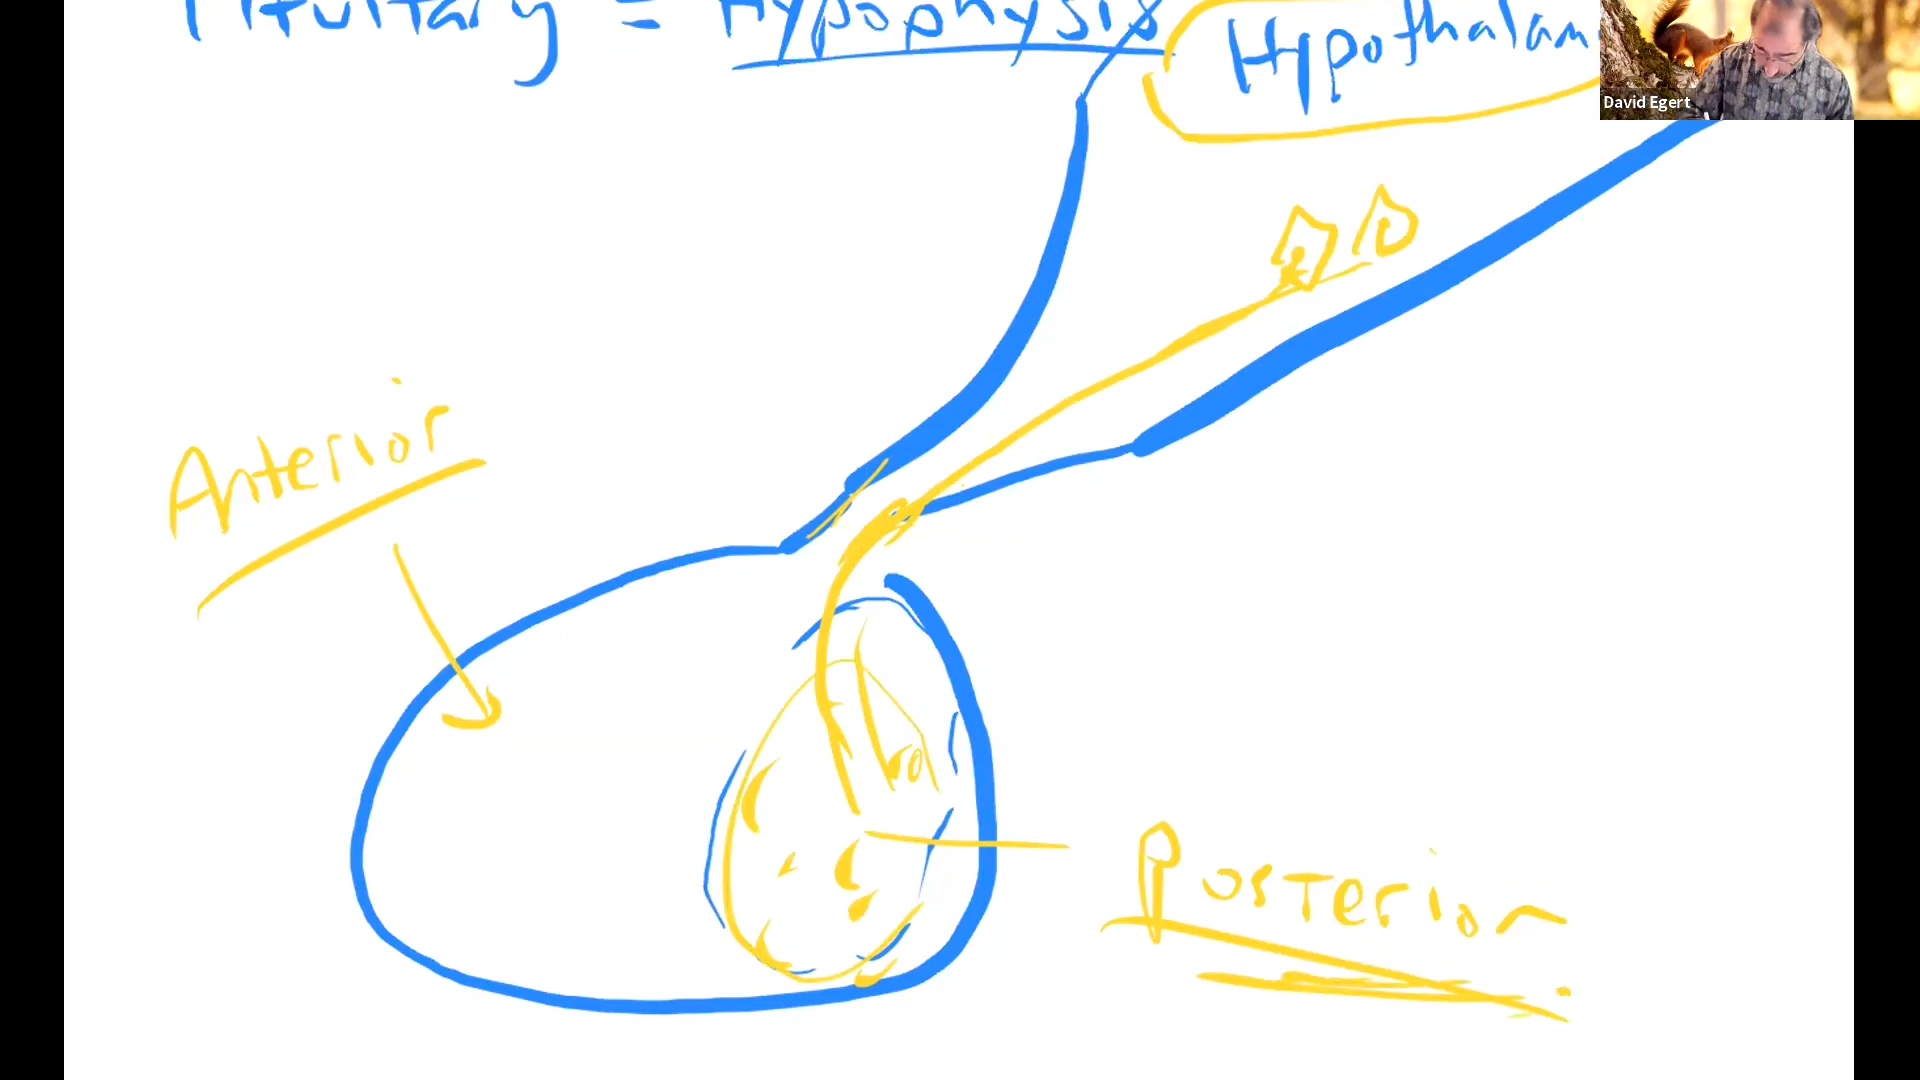 Pituitary = Hypophysis
Hypothalam
David Egert
Anterior
Posterior